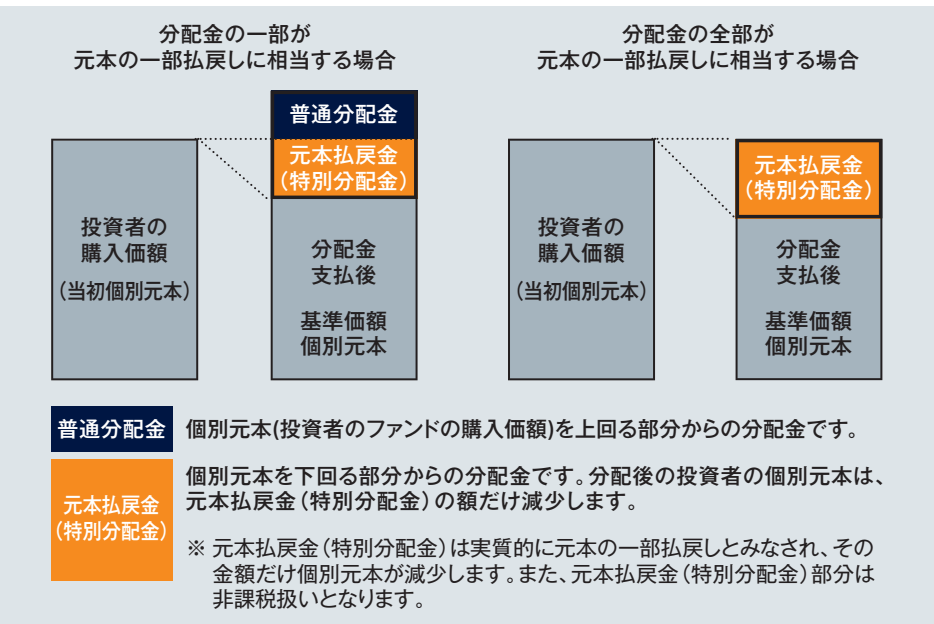 分配金の一部が
元本の一部払戻しに相当する場合
普通分配金
元本払戻金
(特別分配金)
投資者の
購入価額
(当初個別元本)
分配金
支払後
基準価額
個別元本
分配金の全部が
元本の一部払戻しに相当する場合
元本払戻金
(特別分配金)
投資者の
購入価額
(当初個別元本)
分配金
支払後
基準価額
個別元本
普通分配金
個別元本(投資者のファンドの購入価額)を上回る部分からの分配金です。
元本払戻金
(特別分配金)
個別元本を下回る部分からの分配金です。分配後の投資者の個別元本は、
元本払戻金(特別分配金)の額だけ減少します。
※ 元本払戻金(特別分配金)は実質的に元本の一部払戻しとみなされ、その
金額だけ個別元本が減少します。また、元本払戻金(特別分配金)部分は
非課税扱いとなります。